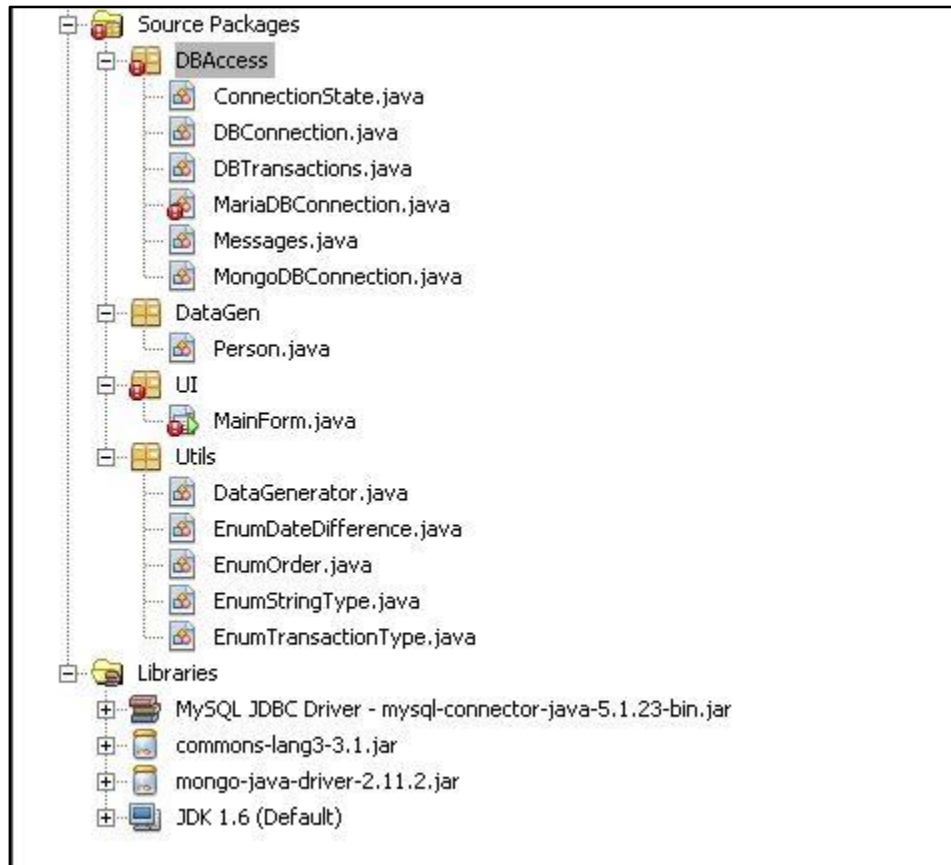 Source Packages
DBAccess
ConnectionState.java
DBConnection.java
DBTransactions.java
MariaDBConnection.java
Messages.java
MongoDBConnection.java
DataGen
Person.java
UI
MainForm.java
Utils
DataGenerator.java
EnumDateDifference.java
EnumOrder.java
EnumStringType.java
EnumTransactionType.java
Libraries
MySQL JDBC Driver - mysql-connector-java-5.1.23-bin.jar
commons-lang3-3.1.jar
mongo-java-driver-2.11.2.jar
JDK 1.6 (Default)